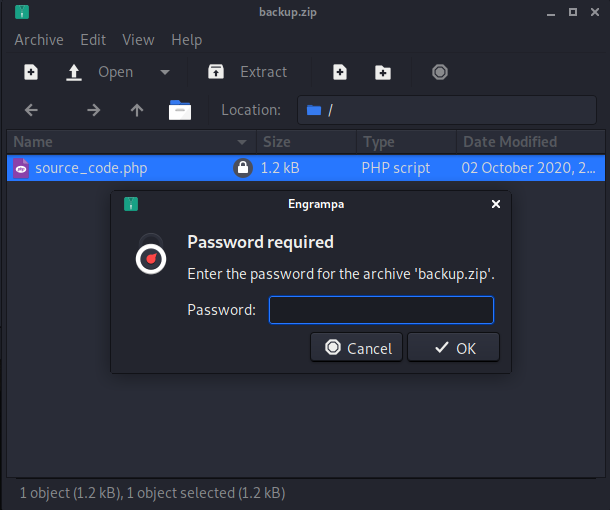 backup.zip
Archive Edit View Help
Open Extract
Location: /
Name Size Type Date Modified
source_code.php 1.2 kB PHP script 02 October 2020, 2...
Engrampa
Password required
Enter the password for the archive 'backup.zip'.
Password:
Cancel OK
1 object (1.2 kB), 1 object selected (1.2 kB)